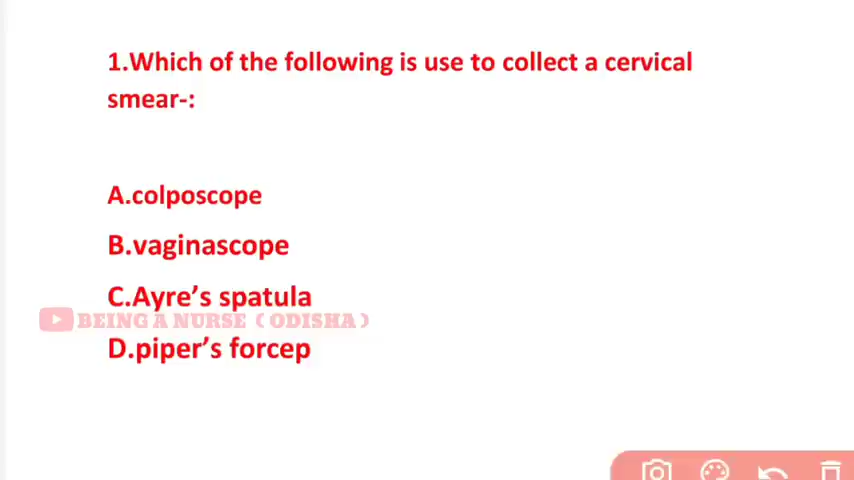 1.Which of the following is use to collect a cervical
smear-:
A.colposcope
B.vaginascope
C.Ayre’s spatula
BEING A NURSE ( ODISHA )
D.piper’s forcep